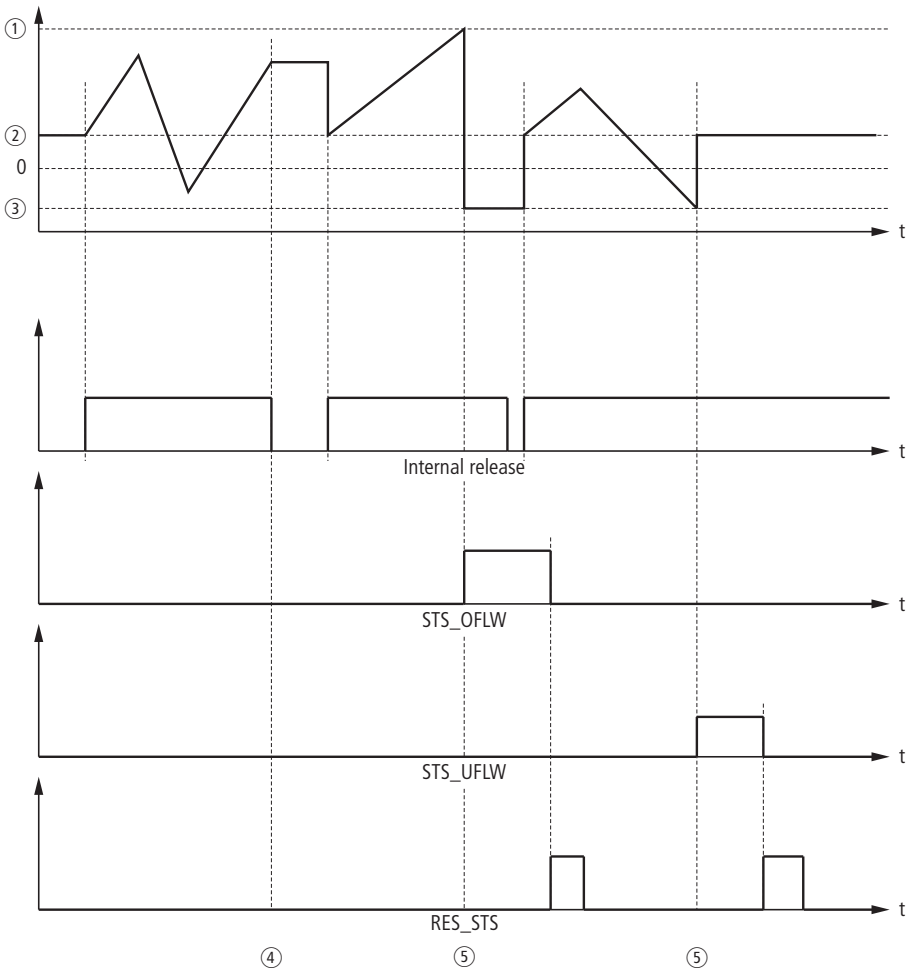 ①
②
0
③
t
t
Internal release
t
STS_OFLW
t
STS_UFLW
t
RES_STS
④ ⑤ ⑤